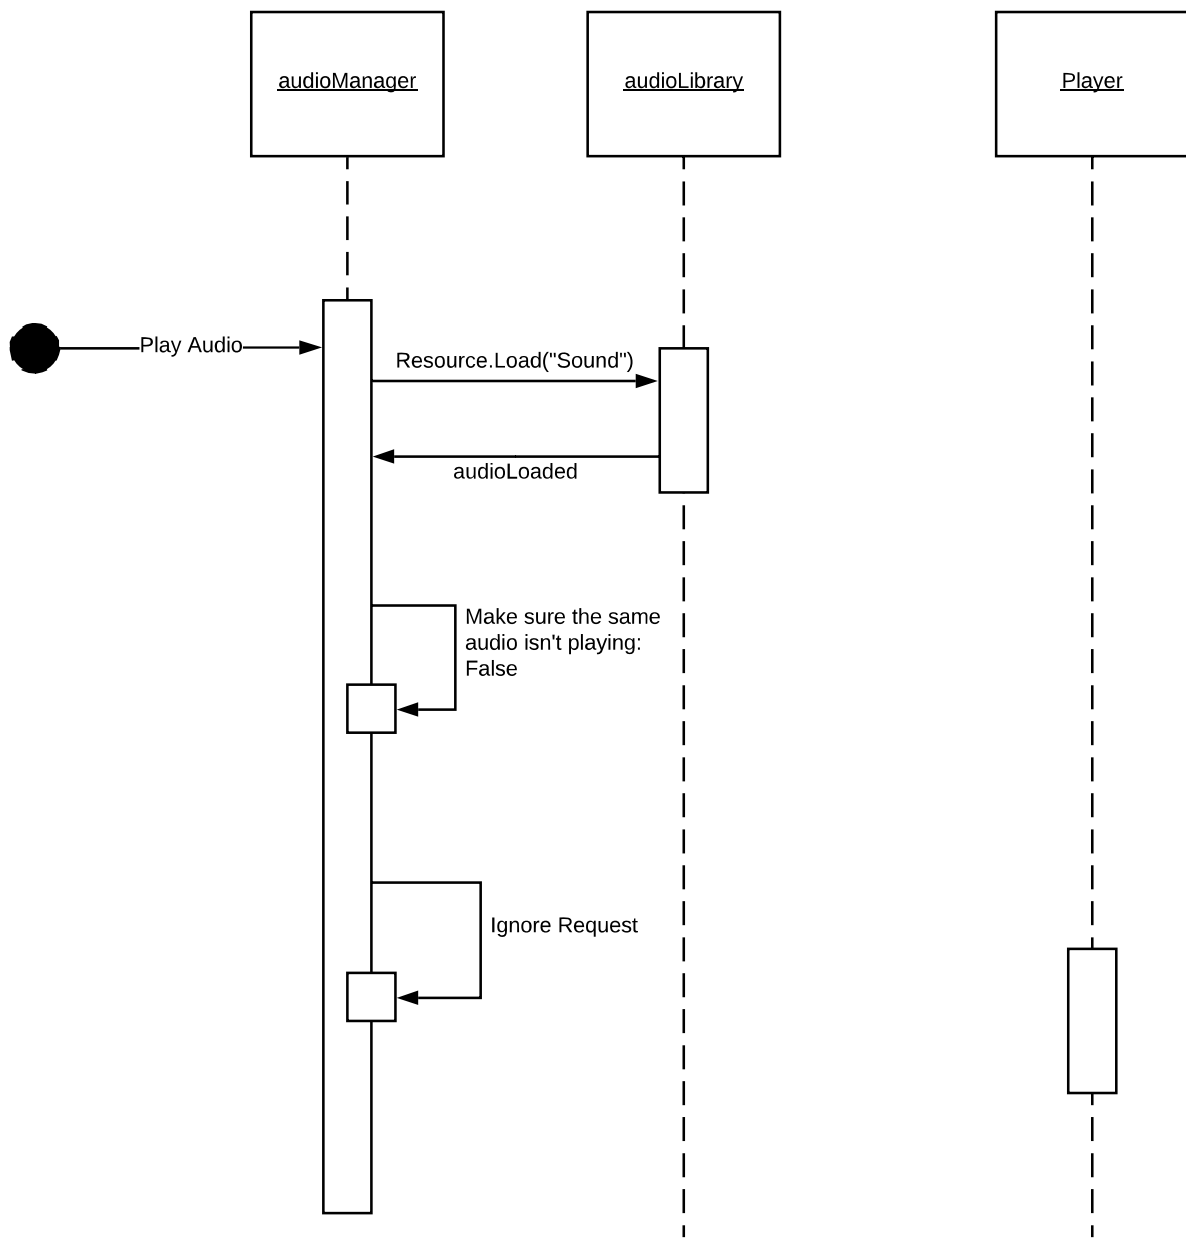 audioManager
audioLibrary
Player
Play Audio
Resource.Load("Sound")
audioLoaded
Make sure the same
audio isn't playing:
False
Ignore Request